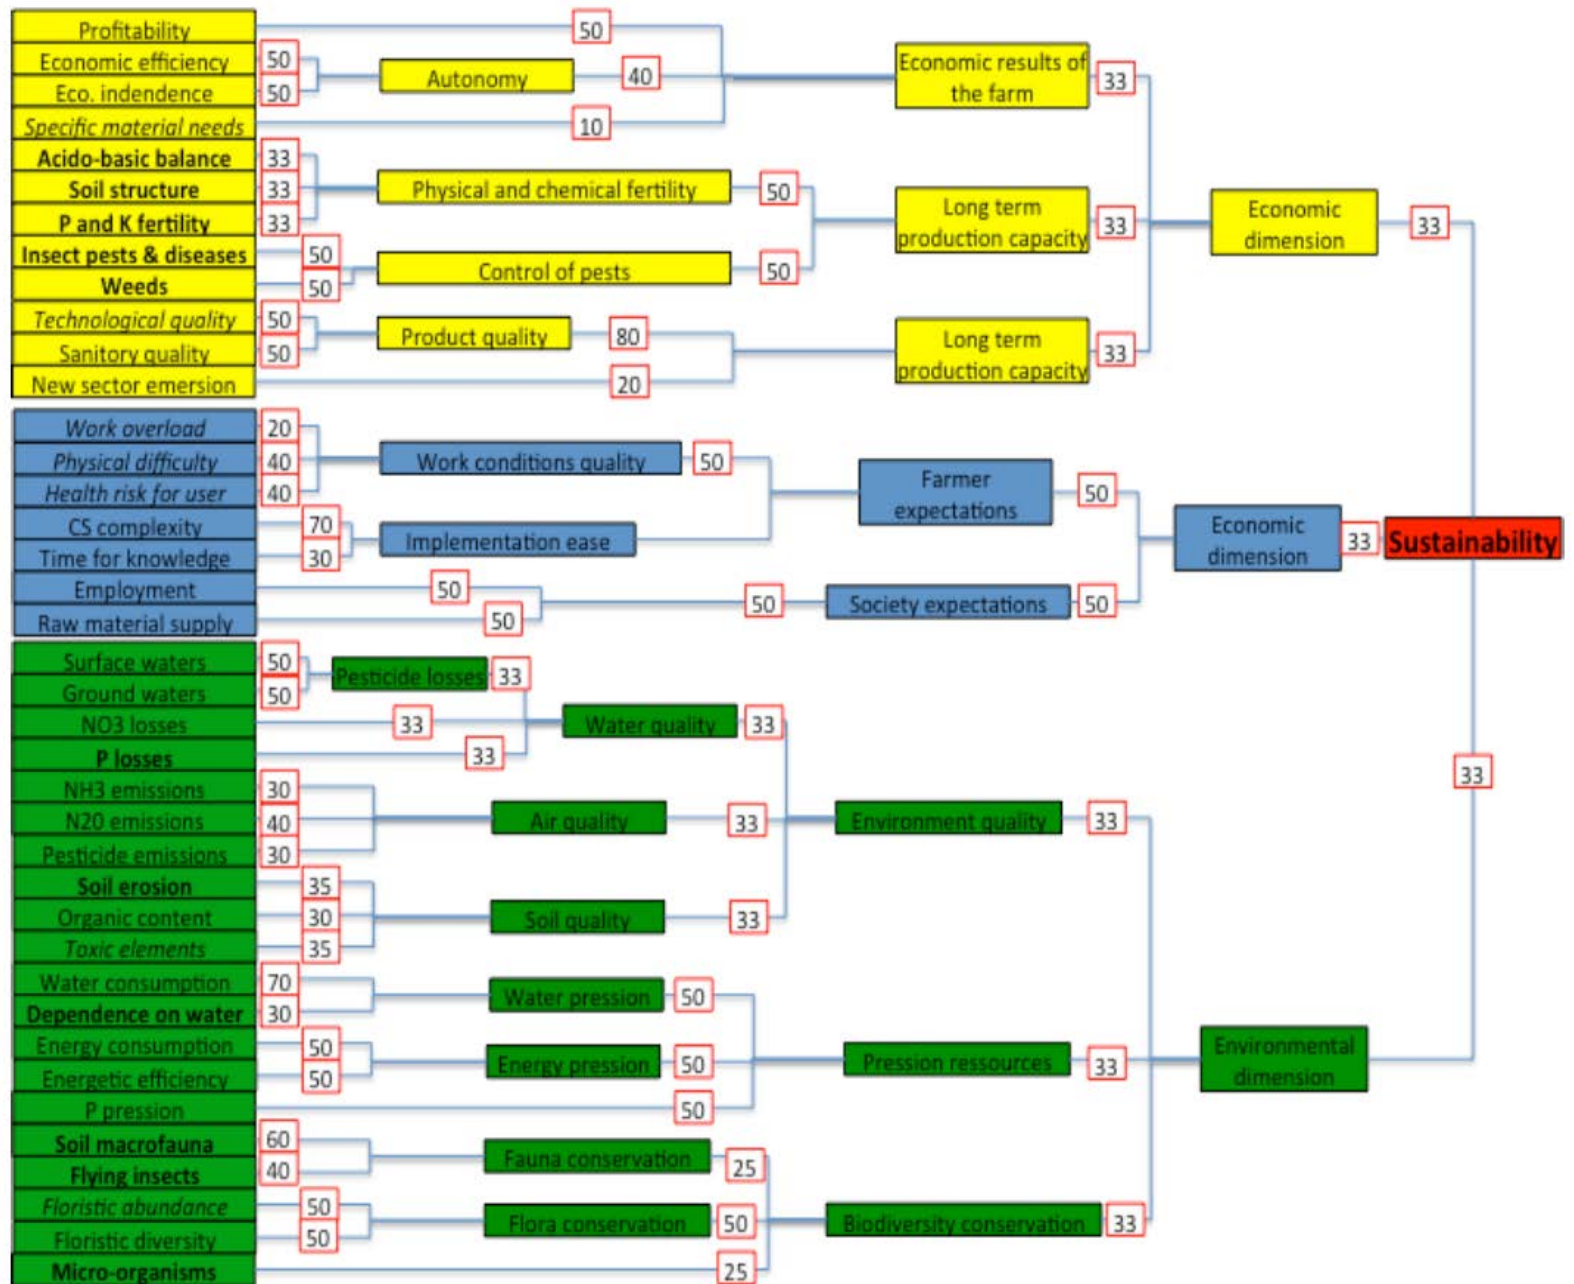 Profitability
50
Economic efficiency
50
Autonomy
40
Economic results of
the farm
33
Eco. indendence
50
Specific material needs
10
Acido-basic balance
33
Soil structure
33
Physical and chemical fertility
50
P and K fertility
33
Long term
production capacity
33
Economic
dimension
33
Insect pests & diseases
50
Control of pests
50
Weeds
50
Technological quality
50
Product quality
80
Long term
production capacity
33
Sanitory quality
50
New sector emersion
20
Work overload
20
Physical difficulty
40
Work conditions quality
50
Health risk for user
40
Farmer
expectations
50
CS complexity
70
Implementation ease
Time for knowledge
30
Economic
dimension
33
Sustainability
Employment
50
50
Society expectations
50
Raw material supply
50
Surface waters
50
Pesticide losses
33
Ground waters
50
NO3 losses
33
Water quality
33
P losses
33
33
NH3 emissions
30
N20 emissions
40
Air quality
33
Environment quality
33
Pesticide emissions
30
Soil erosion
35
Organic content
30
Soil quality
33
Toxic elements
35
Water consumption
70
Water pression
50
Dependence on water
30
Energy consumption
50
Energy pression
50
Pression ressources
33
Environmental
dimension
Energetic efficiency
50
P pression
50
Soil macrofauna
60
Fauna conservation
25
Flying insects
40
Floristic abundance
50
Flora conservation
50
Biodiversity conservation
33
Floristic diversity
50
Micro-organisms
25